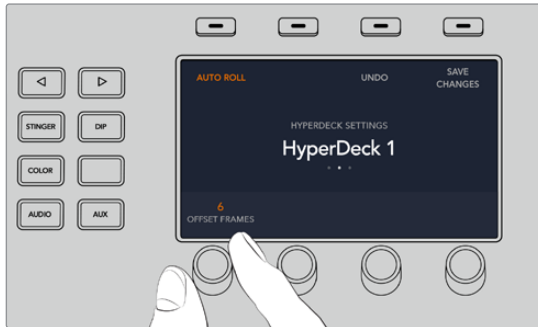 AUTO ROLL
UNDO
SAVE
CHANGES
STINGER
DIP
HYPERDECK SETTINGS
HyperDeck 1
COLOR
AUDIO
AUX
6
OFFSET FRAMES